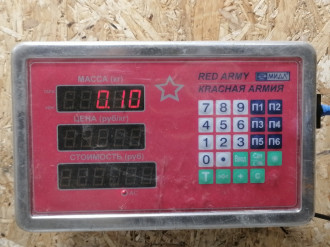 МАССА (кг)
0.10
ЦЕНА (руб/кг)
СТОИМОСТЬ (руб)
RED ARMY МИДЛ
КРАСНАЯ АРМИЯ
7 8 9 П1 П2
4 5 6 П3 П4
1 2 3 П5 П6
0 •
T + C